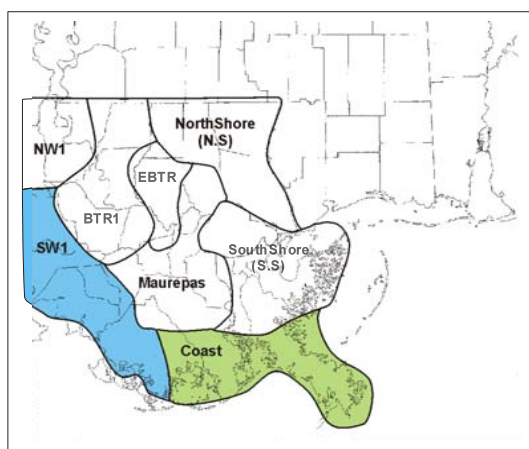 NorthShore
(N.S)
NW1
EBTR
BTR1
SW1
SouthShore
(S.S)
Maurepas
Coast